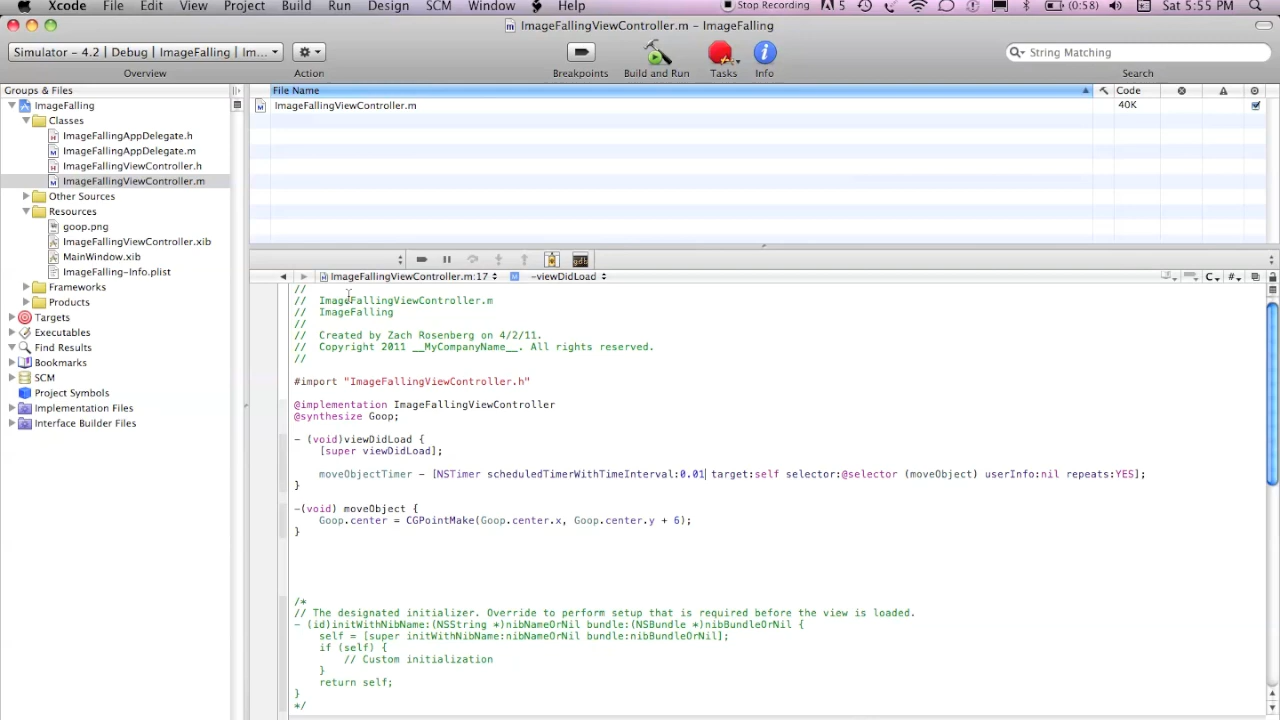 Xcode File Edit View Project Build Run Design SCM Window Help Stop Recording 5 (0:58) Sat 5:55 PM
ImageFallingViewController.m – ImageFalling
Simulator – 4.2 | Debug | ImageFalling | Im...
String Matching
Overview Action Breakpoints Build and Run Tasks Info Search
Groups & Files
ImageFalling
Classes
ImageFallingAppDelegate.h
ImageFallingAppDelegate.m
ImageFallingViewController.h
ImageFallingViewController.m
Other Sources
Resources
goop.png
ImageFallingViewController.xib
MainWindow.xib
ImageFalling-Info.plist
Frameworks
Products
Targets
Executables
Find Results
Bookmarks
SCM
Project Symbols
Implementation Files
Interface Builder Files
File Name Code
ImageFallingViewController.m 40K
gdb
ImageFallingViewController.m:17 M -viewDidLoad C #
//
// ImageFallingViewController.m
// ImageFalling
//
// Created by Zach Rosenberg on 4/2/11.
// Copyright 2011 __MyCompanyName__. All rights reserved.
//
#import "ImageFallingViewController.h"
@implementation ImageFallingViewController
@synthesize Goop;
- (void)viewDidLoad {
[super viewDidLoad];
moveObjectTimer - [NSTimer scheduledTimerWithTimeInterval:0.01 target:self selector:@selector (moveObject) userInfo:nil repeats:YES];
}
-(void) moveObject {
Goop.center = CGPointMake(Goop.center.x, Goop.center.y + 6);
}
/*
// The designated initializer. Override to perform setup that is required before the view is loaded.
- (id)initWithNibName:(NSString *)nibNameOrNil bundle:(NSBundle *)nibBundleOrNil {
self = [super initWithNibName:nibNameOrNil bundle:nibBundleOrNil];
if (self) {
// Custom initialization
}
return self;
}
*/